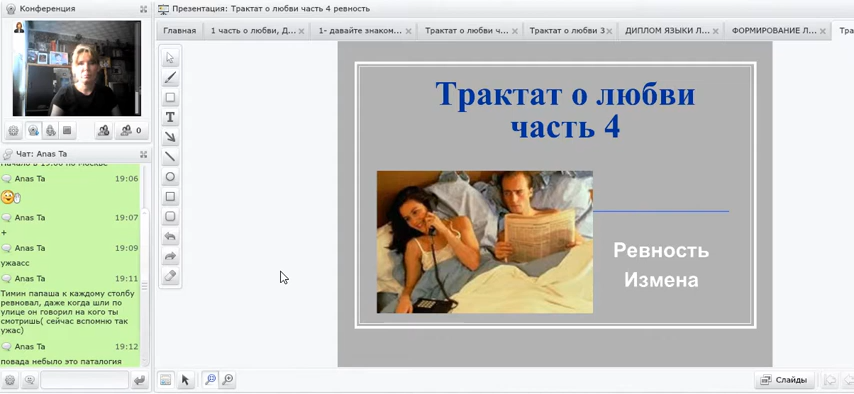 Конференция
Презентация: Трактат о любви часть 4 ревность
Главная
1 часть о любви, Д...
1- давайте знаком...
Трактат о любви ч...
Трактат о любви 3
ДИПЛОМ ЯЗЫКИ Л...
ФОРМИРОВАНИЕ Л...
Тра
0
Чат: Anas Ta
Начало в 19:00 по Москве
Anas Ta 19:06
Anas Ta 19:07
+
Anas Ta 19:09
ужаасс
Anas Ta 19:11
Тимин папаша к каждому столбу
ревновал, даже когда шли по
улице он говорил на кого ты
смотришь( сейчас вспомню так
ужас)
Anas Ta 19:12
повада небыло это паталогия
T
Трактат о любви
часть 4
Ревность
Измена
Слайды